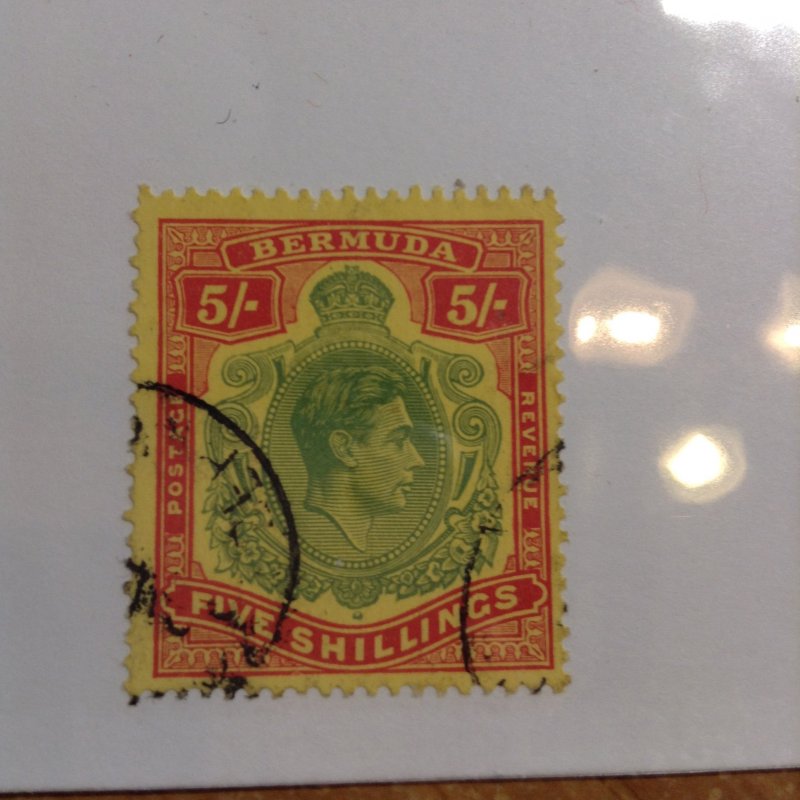 BERMUDA
5/- 5/-
POSTAGE
REVENUE
FIVE SHILLINGS